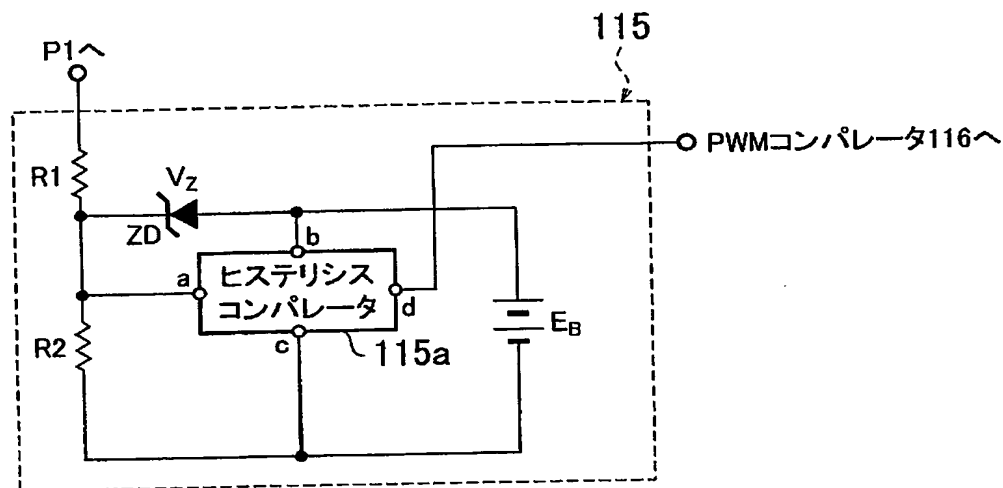 115
P1へ
PWMコンパレータ116へ
R1
VZ
ZD
b
a
ヒステリシス
コンパレータ
d
EB
R2
c
115a